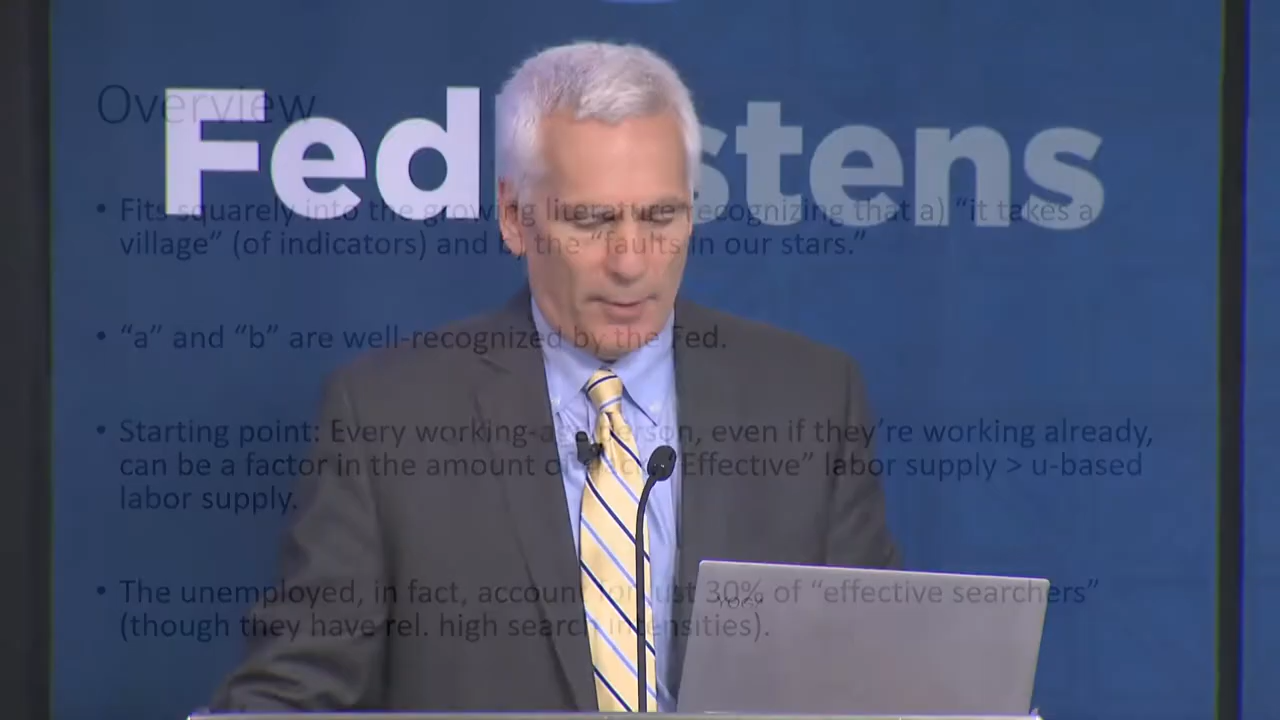 Overview
Fed Listens
• Fits squarely into the growing recognizing that a) “it takes a
village” (of indicators) and b) the “faults in our stars.”
• “a” and “b” are well-recognized by the Fed.
• Starting point: Every working-age person, even if they’re working already,
can be a factor in the amount of “Effective” labor supply > u-based
labor supply.
• The unemployed, in fact, account for just 30% of “effective searchers”
(though they have rel. high search intensities).
YOGA